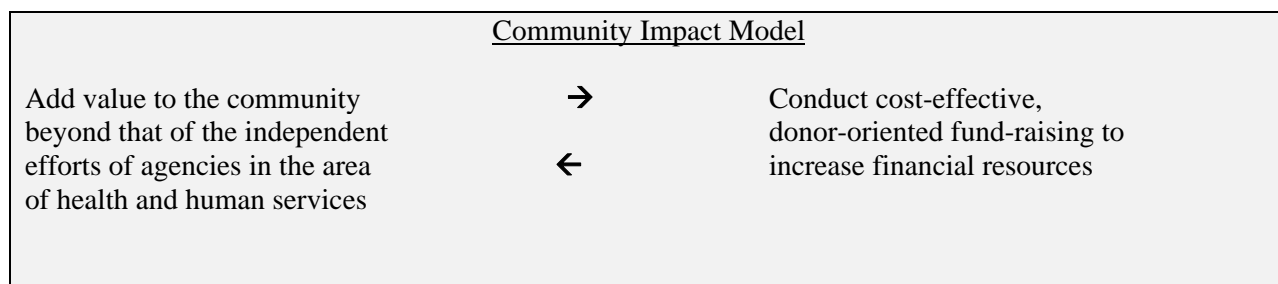 Community Impact Model
Add value to the community → Conduct cost-effective,
beyond that of the independent donor-oriented fund-raising to
efforts of agencies in the area ← increase financial resources
of health and human services